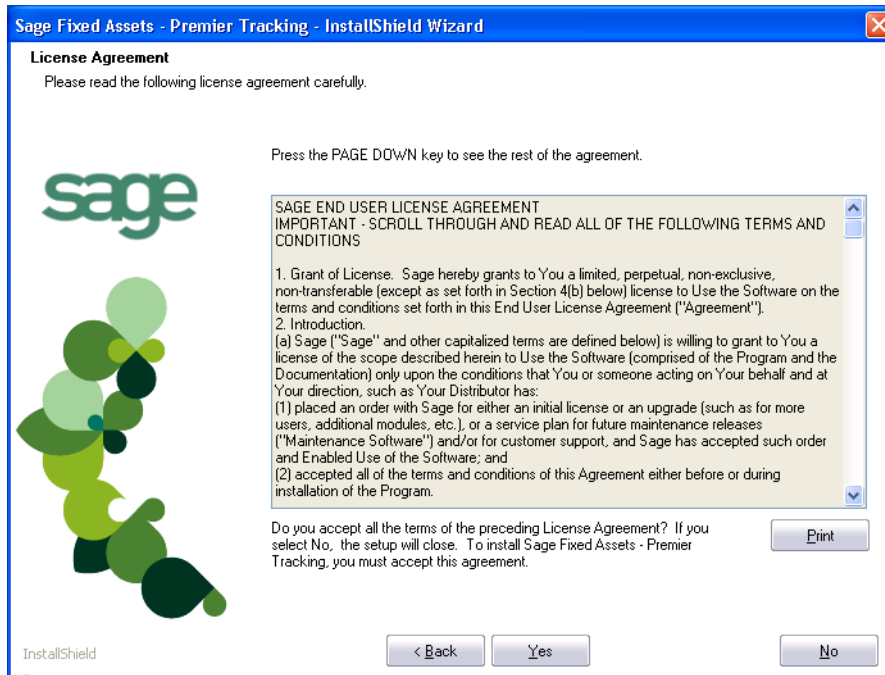 Sage Fixed Assets - Premier Tracking - InstallShield Wizard
License Agreement
Please read the following license agreement carefully.
Press the PAGE DOWN key to see the rest of the agreement.
sage
SAGE END USER LICENSE AGREEMENT
IMPORTANT - SCROLL THROUGH AND READ ALL OF THE FOLLOWING TERMS AND
CONDITIONS
1. Grant of License.  Sage hereby grants to You a limited, perpetual, non-exclusive,
non-transferable (except as set forth in Section 4(b) below) license to Use the Software on the
terms and conditions set forth in this End User License Agreement ("Agreement").
2. Introduction.
(a) Sage ("Sage" and other capitalized terms are defined below) is willing to grant to You a
license of the scope described herein to Use the Software (comprised of the Program and the
Documentation) only upon the conditions that You or someone acting on Your behalf and at
Your direction, such as Your Distributor has:
(1) placed an order with Sage for either an initial license or an upgrade (such as for more
users, additional modules, etc.), or a service plan for future maintenance releases
("Maintenance Software") and/or for customer support, and Sage has accepted such order
and Enabled Use of the Software; and
(2) accepted all of the terms and conditions of this Agreement either before or during
installation of the Program.
Do you accept all the terms of the preceding License Agreement?  If you
select No,  the setup will close.  To install Sage Fixed Assets - Premier
Tracking, you must accept this agreement.
Print
InstallShield
< Back
Yes
No